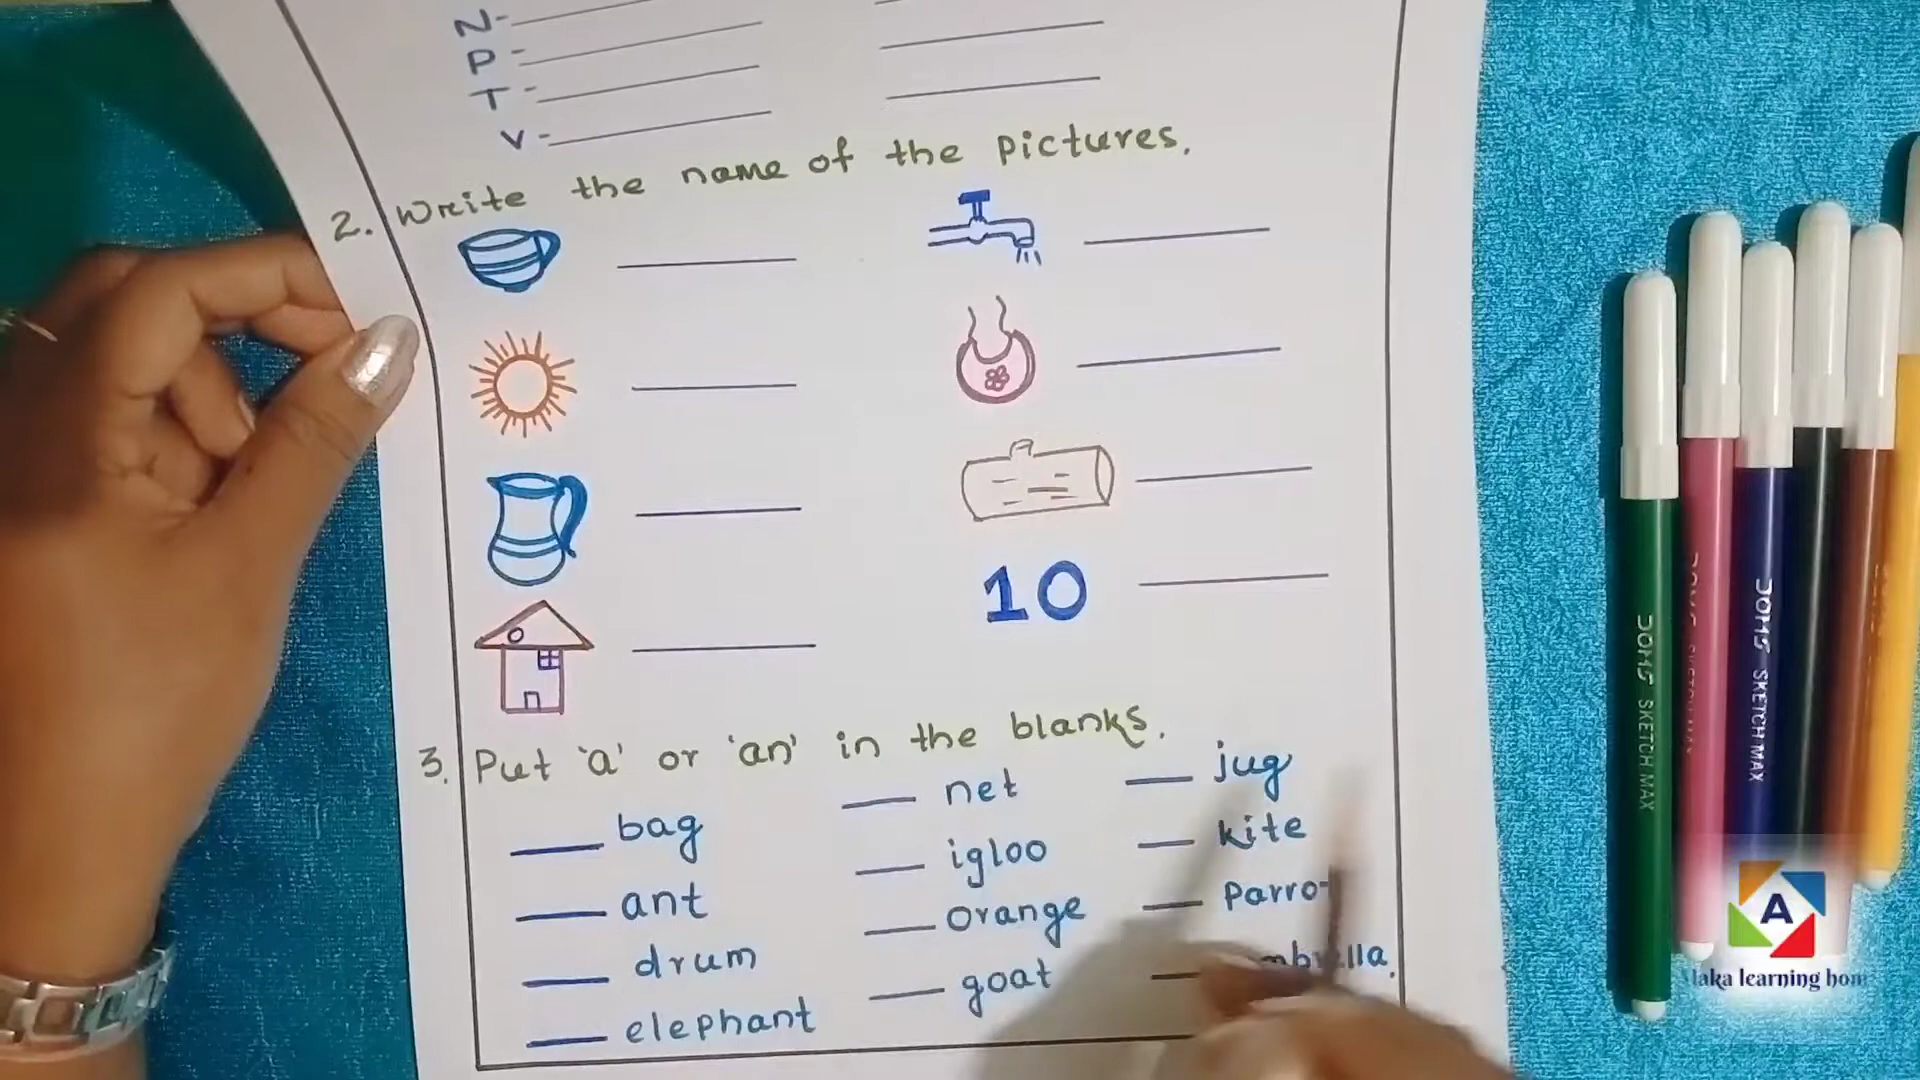 N-
P-
T-
V-
2. Write the name of the pictures.
10
3. Put 'a' or 'an' in the blanks.
bag
net
jug
ant
igloo
kite
drum
orange
elephant
goat
DOMS SKETCH MAX
DOMS SKETCH MAX
A
learning